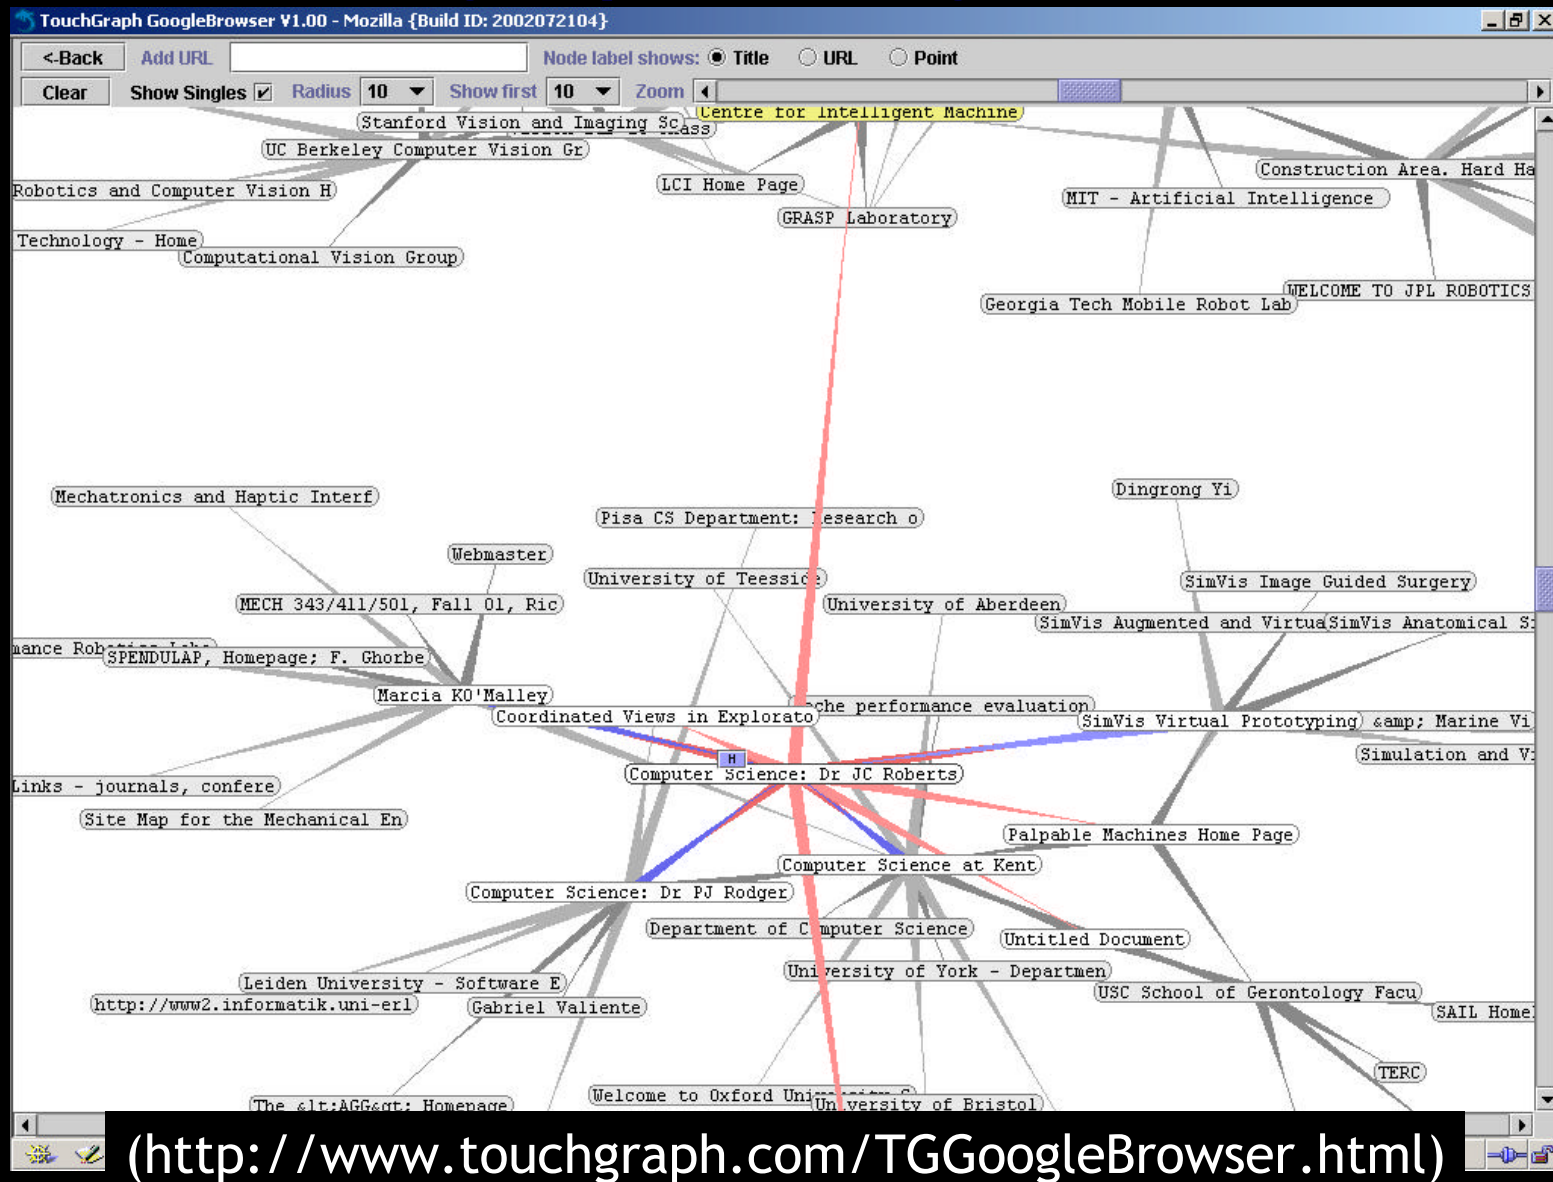 TouchGraph GoogleBrowser V1.00 - Mozilla {Build ID: 2002072104}
<-Back Add URL Node label shows: Title URL Point
Clear Show Singles Radius 10 Show first 10 Zoom
Centre for Intelligent Machine
Stanford Vision and Imaging Sc
UC Berkeley Computer Vision Gr
Construction Area. Hard Ha
LCI Home Page
Robotics and Computer Vision H
MIT - Artificial Intelligence
GRASP Laboratory
Technology - Home
Computational Vision Group
WELCOME TO JPL ROBOTICS
Georgia Tech Mobile Robot Lab
Dingrong Yi
Mechatronics and Haptic Interf
Pisa CS Department: Research o
Webmaster
University of Teesside
SimVis Image Guided Surgery
MECH 343/411/501, Fall 01, Ric
University of Aberdeen
SimVis Augmented and Virtua
SimVis Anatomical S
SPENDULAP, Homepage; F. Ghorbe
Marcia KO'Malley
che performance evaluation
Coordinated Views in Explorato
SimVis Virtual Prototyping
&amp; Marine Vi
Simulation and Vi
H
Computer Science: Dr JC Roberts
Links - journals, confere
Site Map for the Mechanical En
Palpable Machines Home Page
Computer Science at Kent
Computer Science: Dr PJ Rodger
Department of Computer Science
Untitled Document
University of York - Departmen
Leiden University - Software E
USC School of Gerontology Facu
http://www2.informatik.uni-erl
Gabriel Valiente
SAIL Home
TERC
Welcome to Oxford University
University of Bristol
The &lt;AGG&gt; Homepage
(http://www.touchgraph.com/TGGoogleBrowser.html)